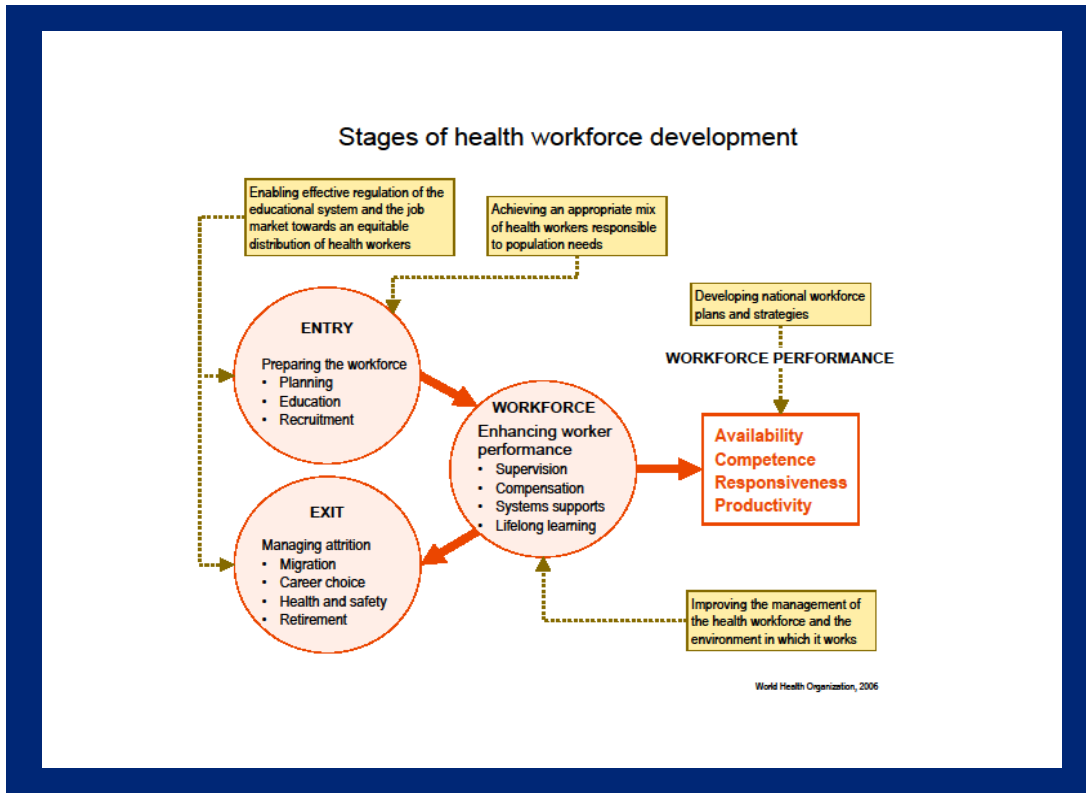 Stages of health workforce development
Enabling effective regulation of the
educational system and the job
market towards an equitable
distribution of health workers
Achieving an appropriate mix
of health workers responsible
to population needs
Developing national workforce
plans and strategies
WORKFORCE PERFORMANCE
ENTRY
Preparing the workforce
• Planning
• Education
• Recruitment
WORKFORCE
Enhancing worker
performance
• Supervision
• Compensation
• Systems supports
• Lifelong learning
Availability
Competence
Responsiveness
Productivity
EXIT
Managing attrition
• Migration
• Career choice
• Health and safety
• Retirement
Improving the management of
the health workforce and the
environment in which it works
World Health Organization, 2006